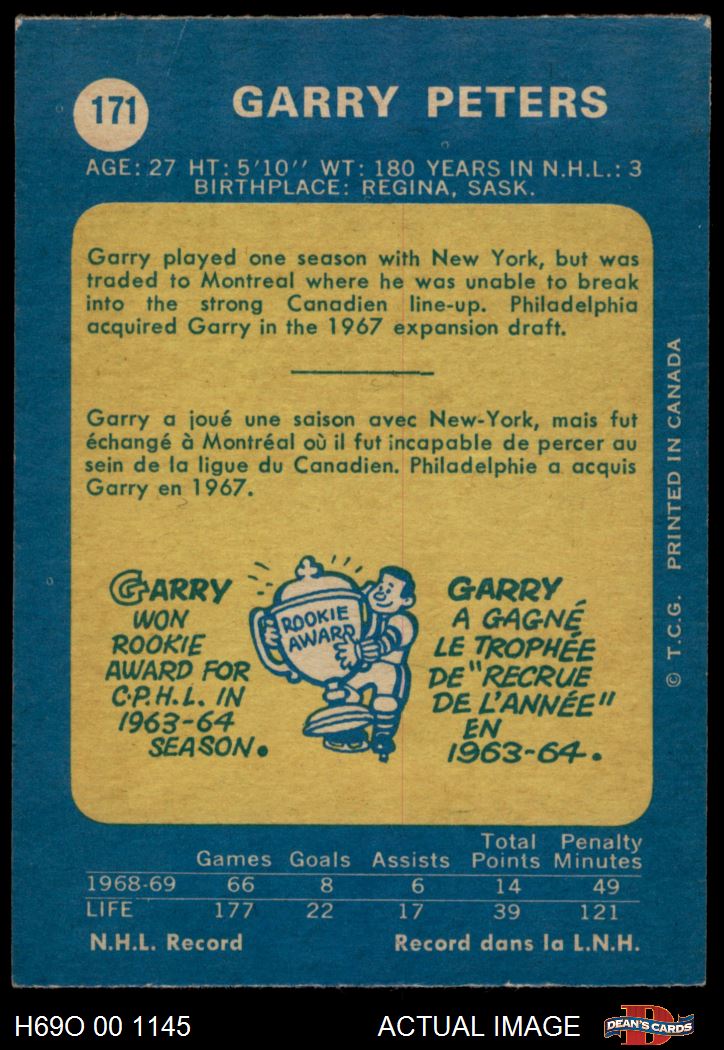 171
GARRY PETERS
AGE: 27 HT: 5'10'' WT: 180 YEARS IN N.H.L.: 3
BIRTHPLACE: REGINA, SASK.
Garry played one season with New York, but was
traded to Montreal where he was unable to break
into the strong Canadien line-up. Philadelphia
acquired Garry in the 1967 expansion draft.
Garry a joué une saison avec New-York, mais fut
échangé à Montréal où il fut incapable de percer au
sein de la ligue du Canadien. Philadelphie a acquis
Garry en 1967.
GARRY
WON
ROOKIE
AWARD FOR
C.P.H.L. IN
1963-64
SEASON.
ROOKIE
AWARD
GARRY
A GAGNÉ
LE TROPHÉE
DE "RECRUE
DE L'ANNÉE"
EN
1963-64.
© T.C.G. PRINTED IN CANADA
Games Goals Assists Total Points Penalty Minutes
1968-69 66 8 6 14 49
LIFE 177 22 17 39 121
N.H.L. Record Record dans la L.N.H.
H69O 00 1145 ACTUAL IMAGE
D
DEAN'S CARDS